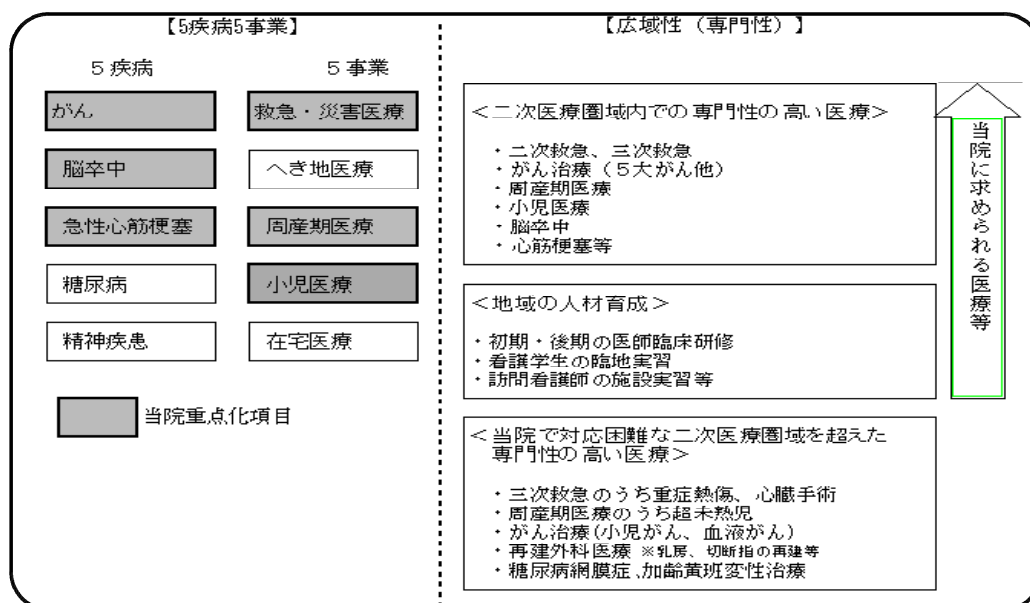 【5疾病5事業】
5疾病
5事業
がん
救急・災害医療
脳卒中
へき地医療
急性心筋梗塞
周産期医療
糖尿病
小児医療
精神疾患
在宅医療
当院重点化項目
【広域性（専門性）】
＜二次医療圏域内での専門性の高い医療＞
・二次救急、三次救急
・がん治療（５大がん他）
・周産期医療
・小児医療
・脳卒中
・心筋梗塞等
＜地域の人材育成＞
・初期・後期の医師臨床研修
・看護学生の臨地実習
・訪問看護師の施設実習等
＜当院で対応困難な二次医療圏域を超えた
専門性の高い医療＞
・三次救急のうち重症熱傷、心臓手術
・周産期医療のうち超未熟児
・がん治療(小児がん、血液がん)
・再建外科医療 ※乳房、切断指の再建等
・糖尿病網膜症､加齢黄斑変性治療
当院に求められる医療等